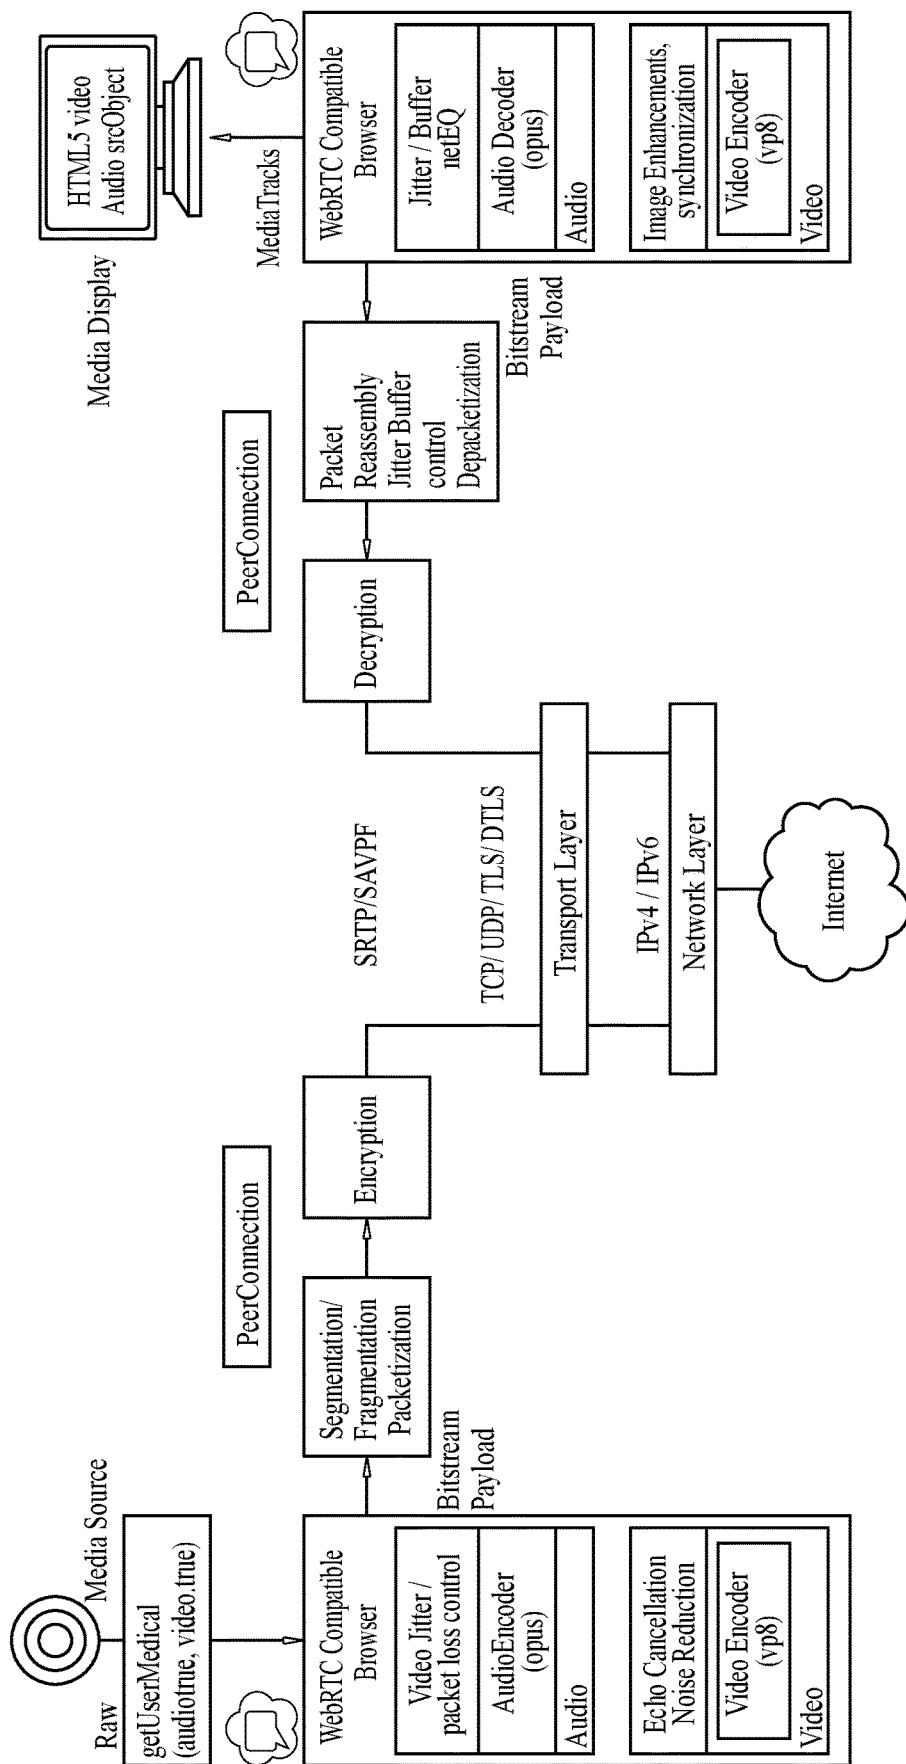 Raw
Media Source
getUserMedical
(audiotrue, video.true)
WebRTC Compatible
Browser
Video Jitter /
packet loss control
AudioEncoder
(opus)
Audio
Echo Cancellation
Noise Reduction
Video Encoder
(vp8)
Video
Bitstream
Payload
Segmentation/
Fragmentation
Packetization
PeerConnection
Encryption
SRTP/SAVPF
TCP/ UDP/ TLS/ DTLS
Transport Layer
IPv4 / IPv6
Network Layer
Internet
Decryption
PeerConnection
Packet
Reassembly
Jitter Buffer
control
Depacketization
Bitstream
Payload
Media Display
HTML5 video
Audio srcObject
MediaTracks
WebRTC Compatible
Browser
Jitter / Buffer
netEQ
Audio Decoder
(opus)
Audio
Image Enhancements,
synchronization
Video Encoder
(vp8)
Video